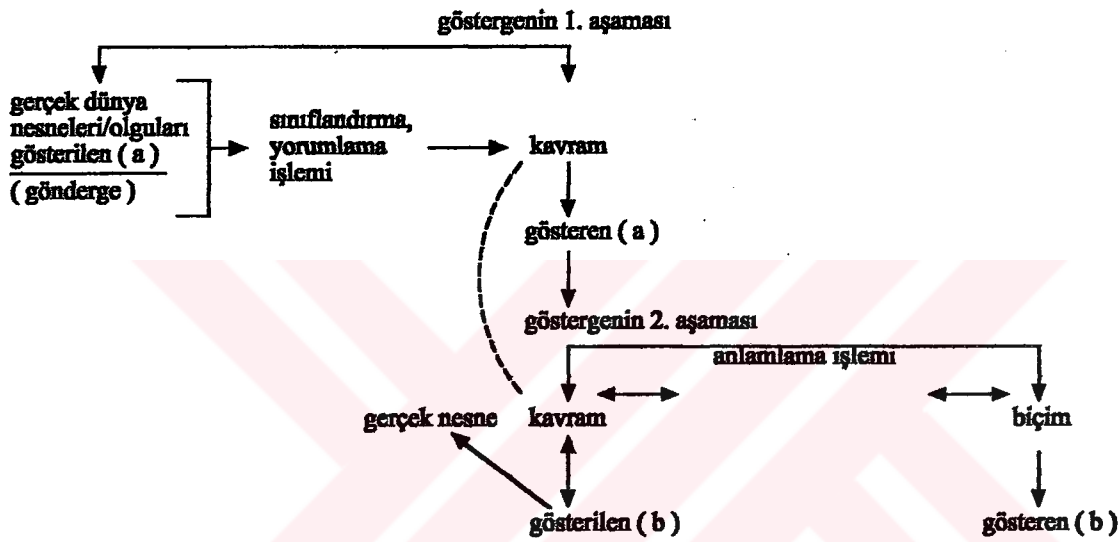 göstergenin 1. aşaması
gerçek dünya
nesneleri/olguları
gösterilen ( a )
( gönderge )
sınıflandırma,
yorumlama
işlemi
kavram
gösteren ( a )
göstergenin 2. aşaması
anlamlama işlemi
gerçek nesne
kavram
biçim
gösterilen ( b )
gösteren ( b )